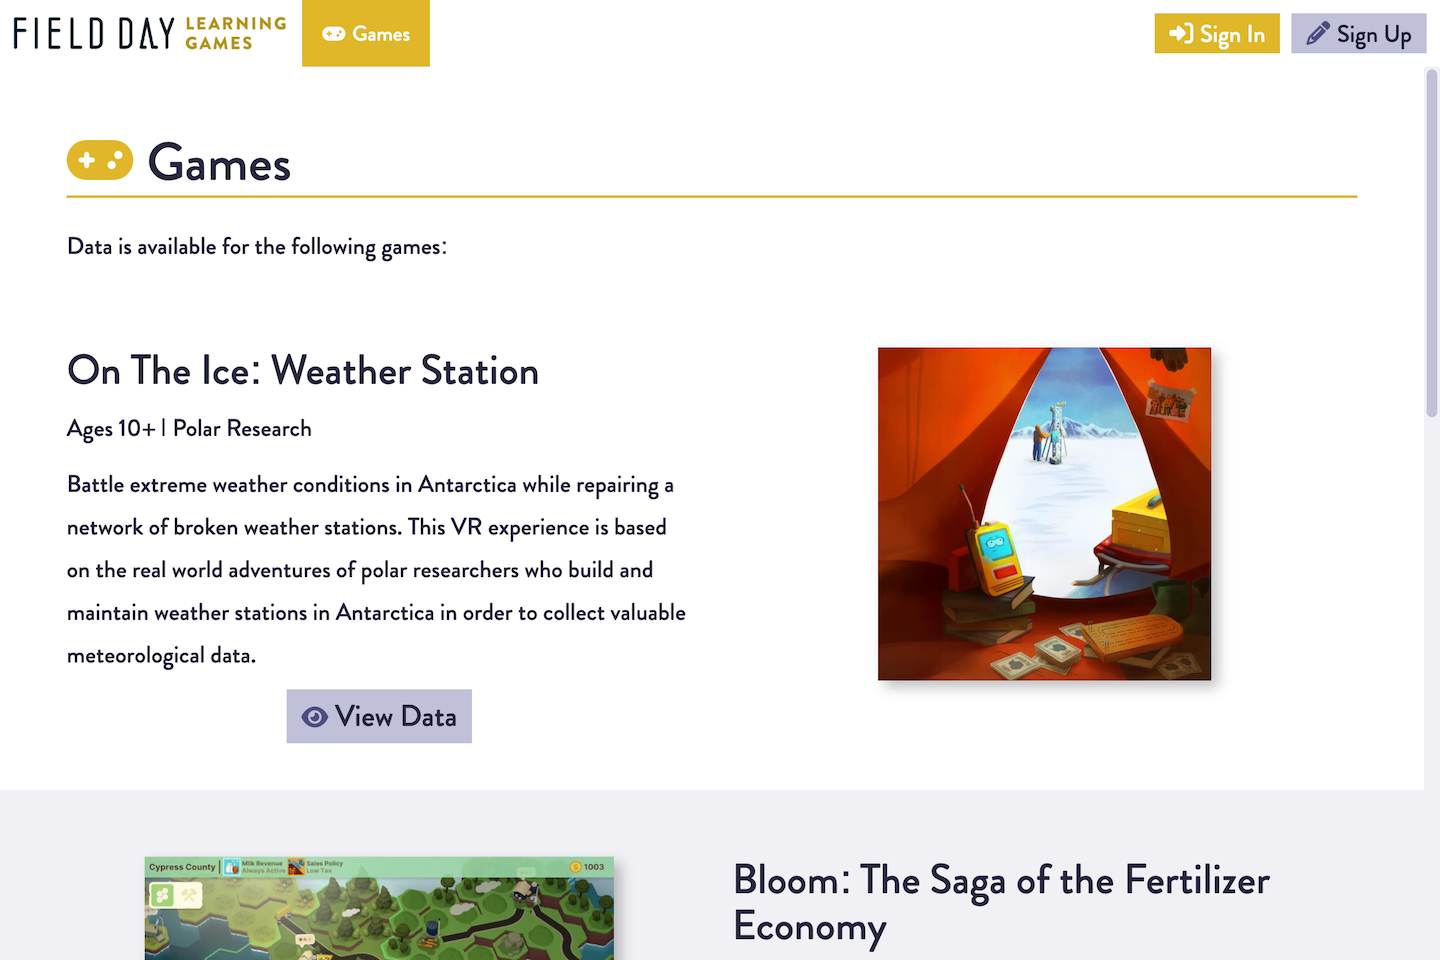 FIELD DAY LEARNING GAMES
Games
Sign In
Sign Up
Games
Data is available for the following games:
On The Ice: Weather Station
Ages 10+ | Polar Research
Battle extreme weather conditions in Antarctica while repairing a
network of broken weather stations. This VR experience is based
on the real world adventures of polar researchers who build and
maintain weather stations in Antarctica in order to collect valuable
meteorological data.
View Data
Cypress County
Milk Revenue
Always Active
Sales Policy
Low Tax
1003
Bloom: The Saga of the Fertilizer
Economy